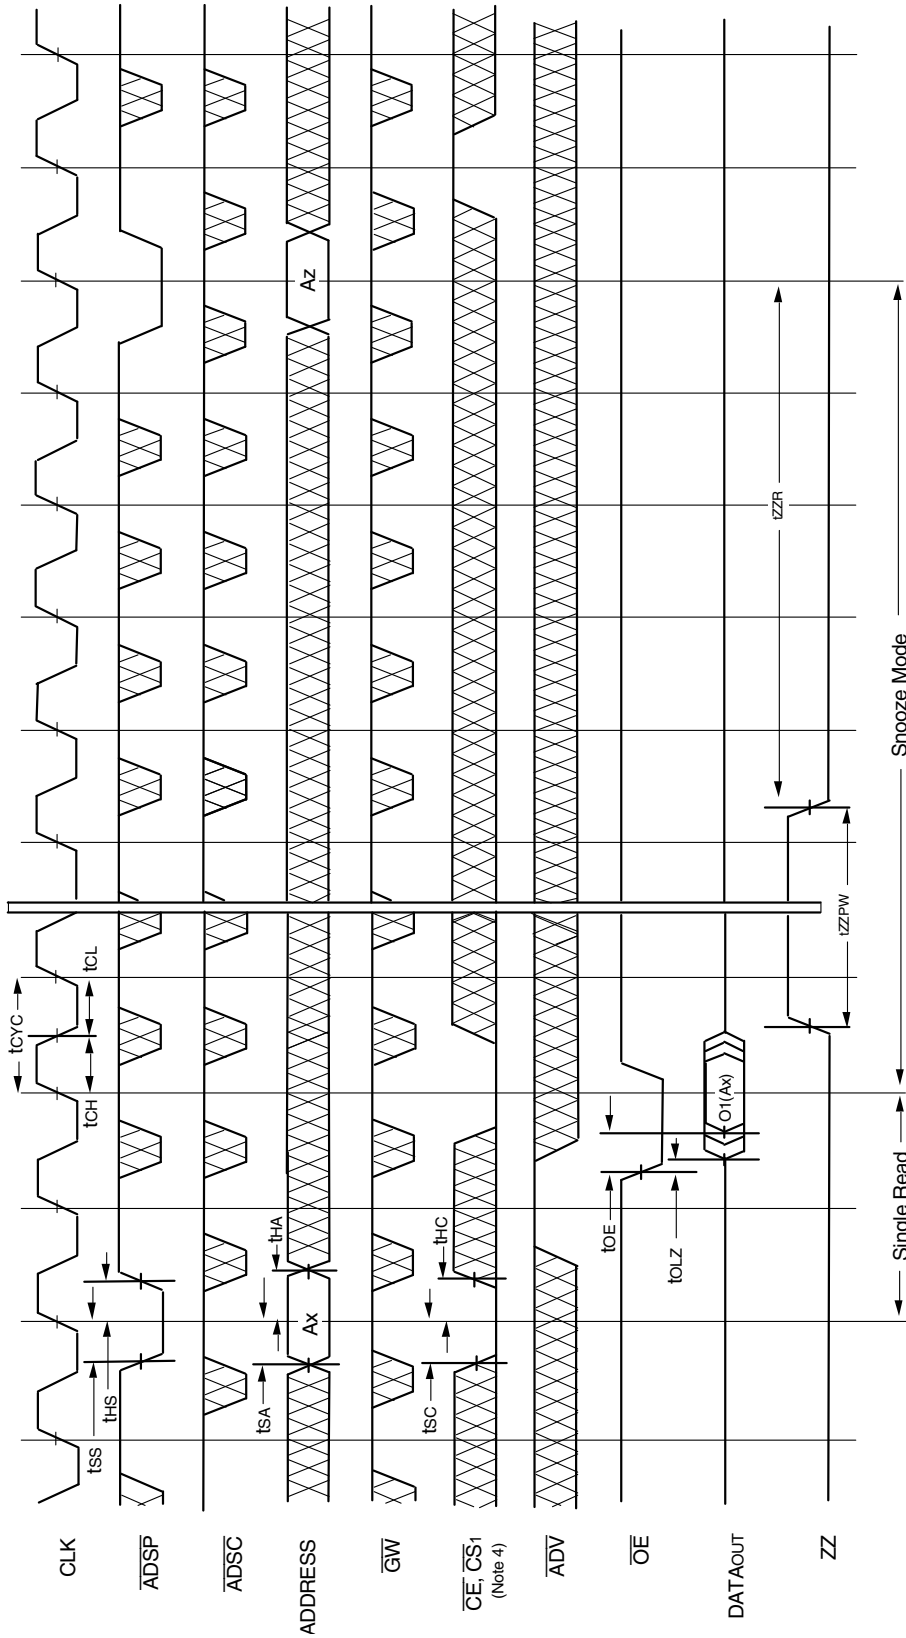 CLK
tCYC
tCH
tCL
tSS
tHS
ADSP
ADSC
ADDRESS
tSA
tHA
Ax
Az
GW
CE, CS1
(Note 4)
tSC
tHC
ADV
OE
tOE
tOLZ
DATAOUT
O1(Ax)
ZZ
tZZPW
tZZR
Single Read
Snooze Mode